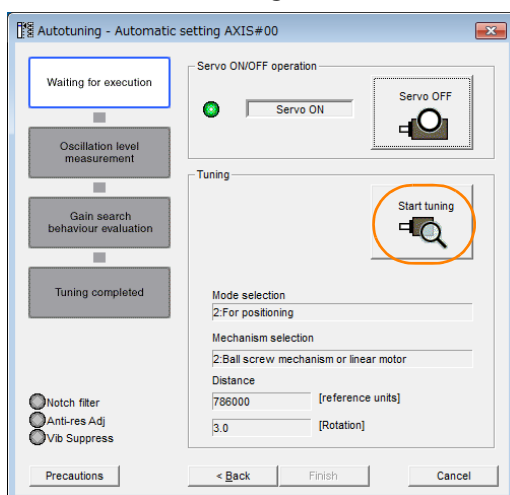 Autotuning - Automatic setting AXIS#00
Waiting for execution
Oscillation level
measurement
Gain search
behaviour evaluation
Tuning completed
Notch filter
Anti-res Adj
Vib Suppress
Servo ON/OFF operation
Servo ON
Servo OFF
Tuning
Start tuning
Mode selection
2:For positioning
Mechanism selection
2:Ball screw mechanism or linear motor
Distance
786000 [reference units]
3.0 [Rotation]
Precautions
< Back
Finish
Cancel